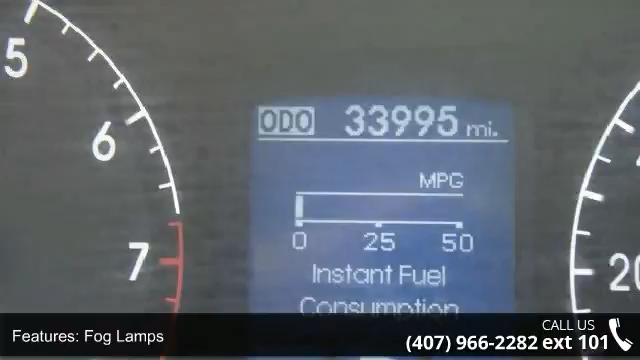 5
6
7
ODO 33995 mi.
MPG
0 25 50
Instant Fuel
Consumption
20
Features: Fog Lamps
CALL US
(407) 966-2282 ext 101